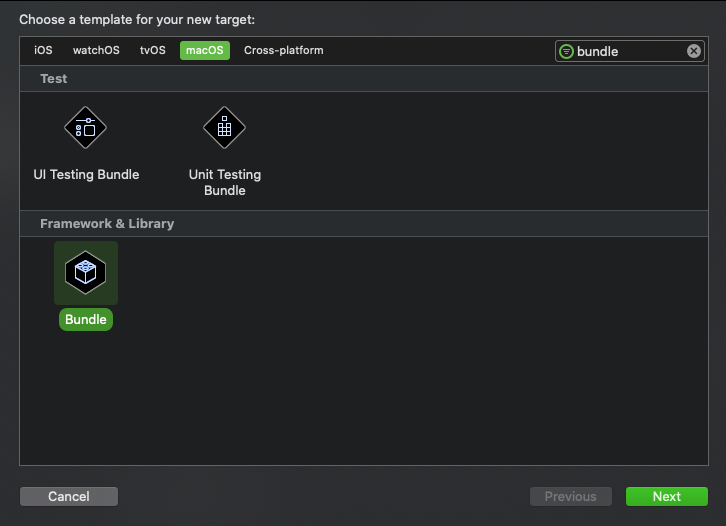 Choose a template for your new target:
iOS watchOS tvOS macOS Cross-platform bundle
Test
UI Testing Bundle
Unit Testing
Bundle
Framework & Library
Bundle
Cancel Previous Next